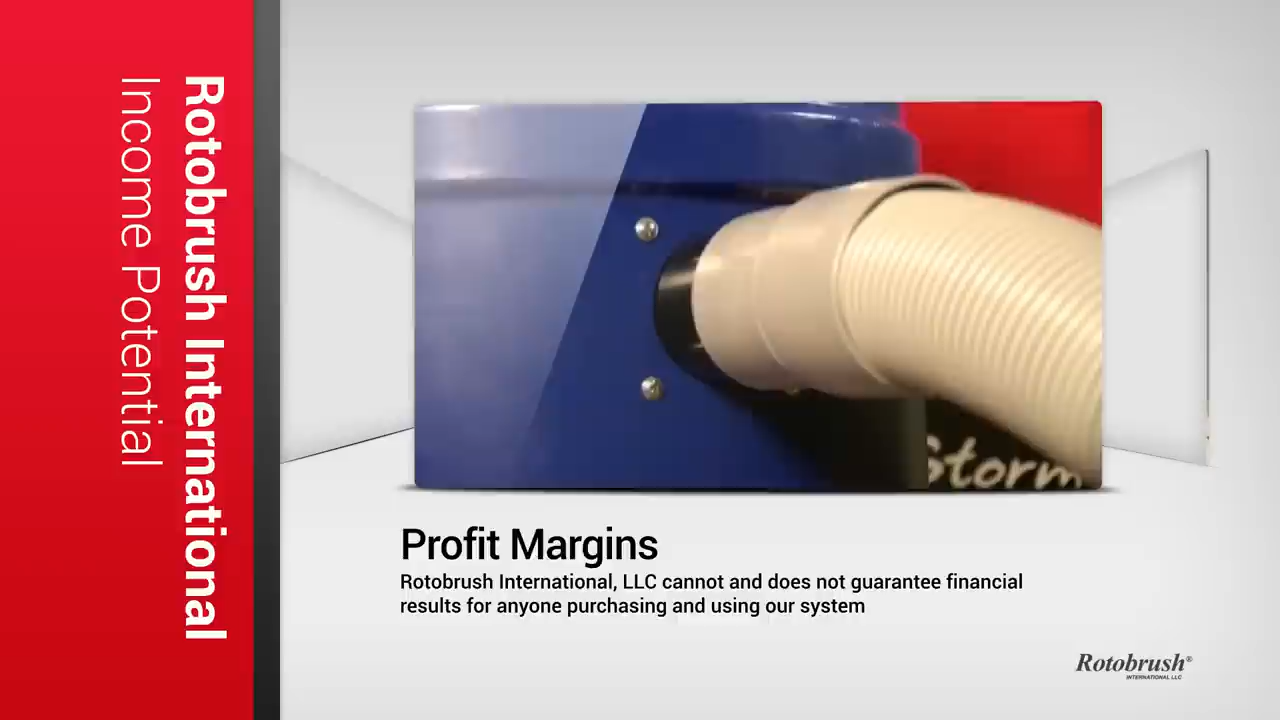 Rotobrush International
Income Potential
Storm
Profit Margins
Rotobrush International, LLC cannot and does not guarantee financial
results for anyone purchasing and using our system
Rotobrush®
INTERNATIONAL LLC